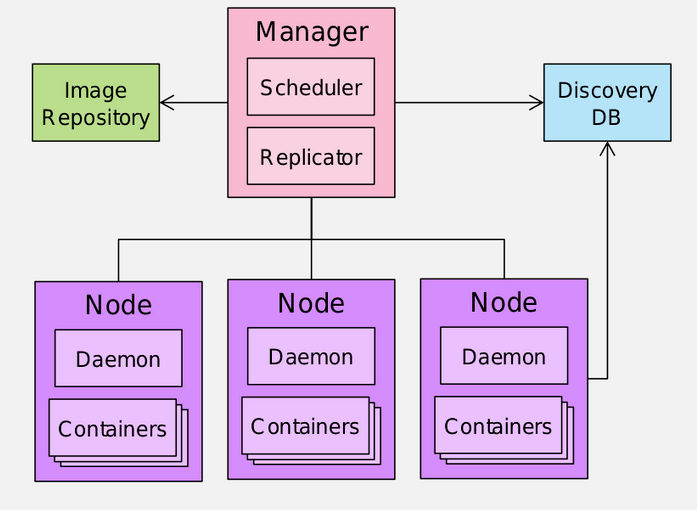 Manager
Scheduler
Replicator
Image
Repository
Discovery
DB
Node
Daemon
Containers
Node
Daemon
Containers
Node
Daemon
Containers